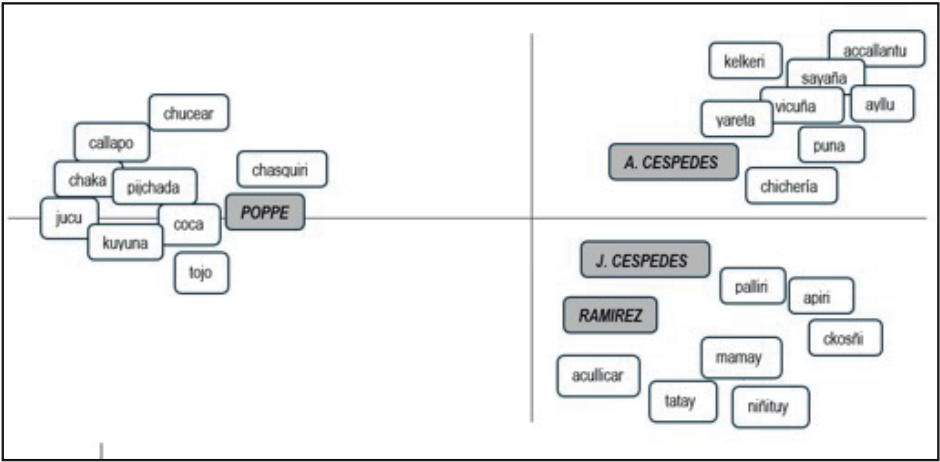 kelkeri
accallantu
sayaña
vicuña
ayllu
yareta
puna
A. CESPEDES
chichería
chucear
callapo
chasquiri
chaka
pijchada
POPPE
jucu
coca
kuyuna
tojo
J. CESPEDES
palliri
apiri
RAMIREZ
ckosñi
mamay
acullicar
tatay
niñituy